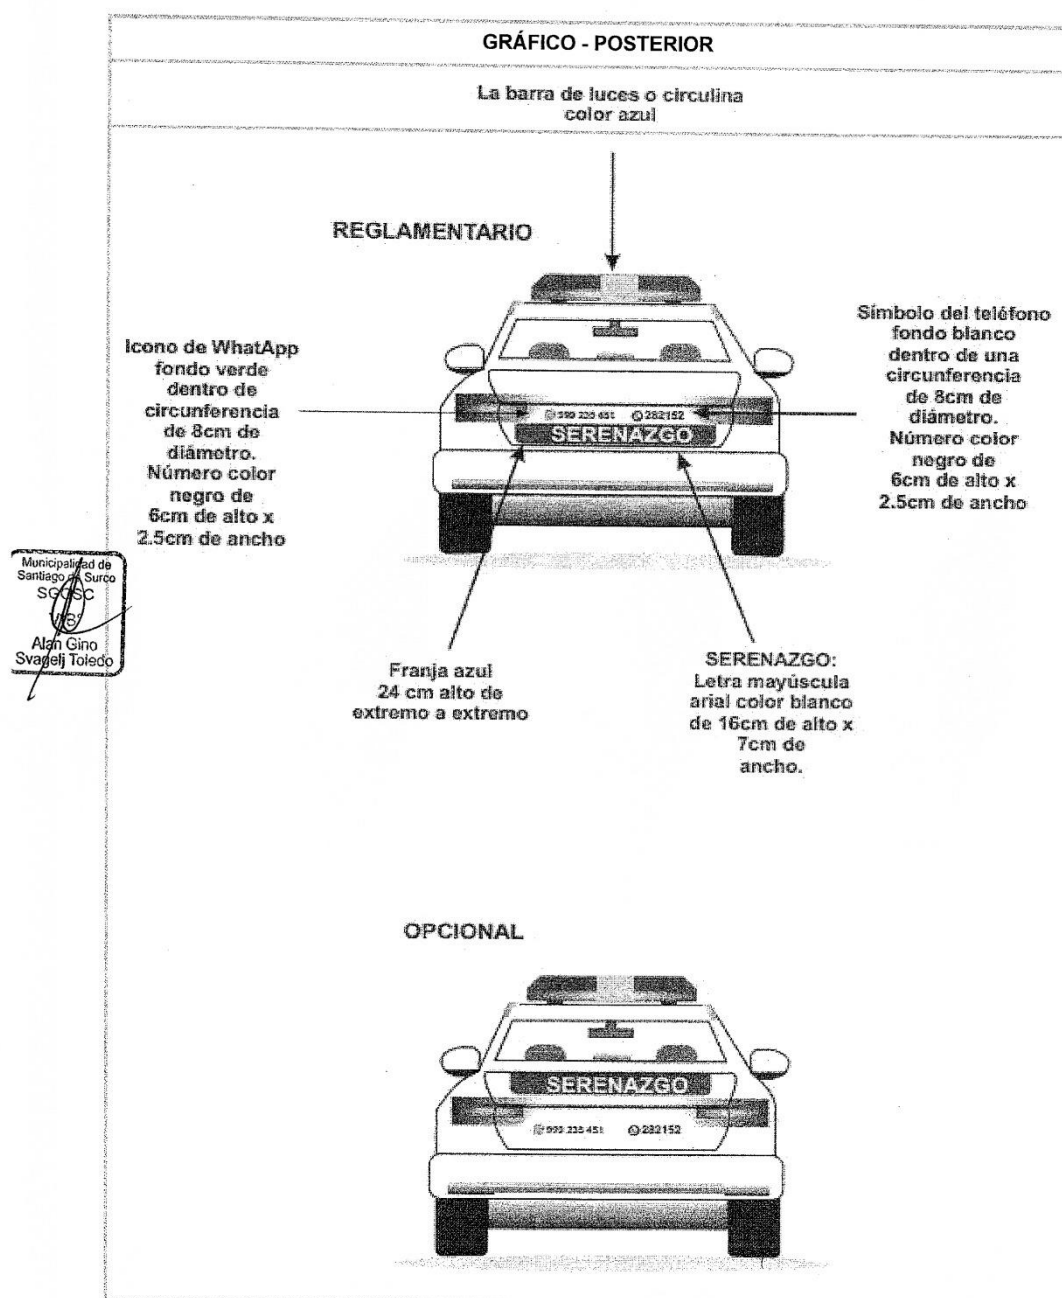 GRÁFICO - POSTERIOR
La barra de luces o circulina
color azul
REGLAMENTARIO
Icono de WhatApp
fondo verde
dentro de
circunferencia
de 8cm de
diámetro.
Número color
negro de
6cm de alto x
2.5cm de ancho
Símbolo del teléfono
fondo blanco
dentro de una
circunferencia
de 8cm de
diámetro.
Número color
negro de
6cm de alto x
2.5cm de ancho
282152
SERENAZGO
Municipalidad de
Santiago de Surco
SGOSC
Alan Gino
Svagelj Toledo
Franja azul
24 cm alto de
extremo a extremo
SERENAZGO:
Letra mayúscula
arial color blanco
de 16cm de alto x
7cm de
ancho.
OPCIONAL
SERENAZGO
282152